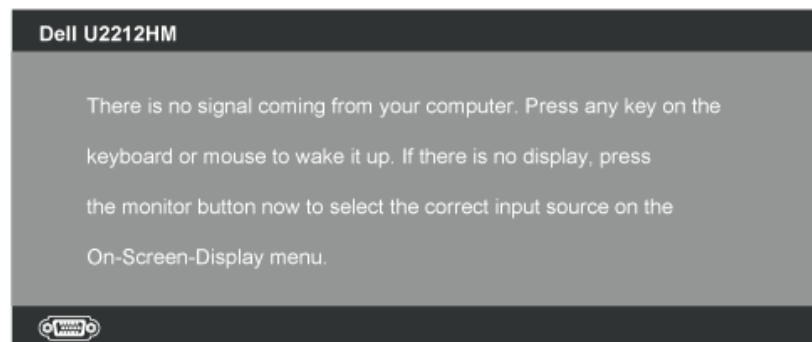 Dell U2212HM
There is no signal coming from your computer. Press any key on the
keyboard or mouse to wake it up. If there is no display, press
the monitor button now to select the correct input source on the
On-Screen-Display menu.